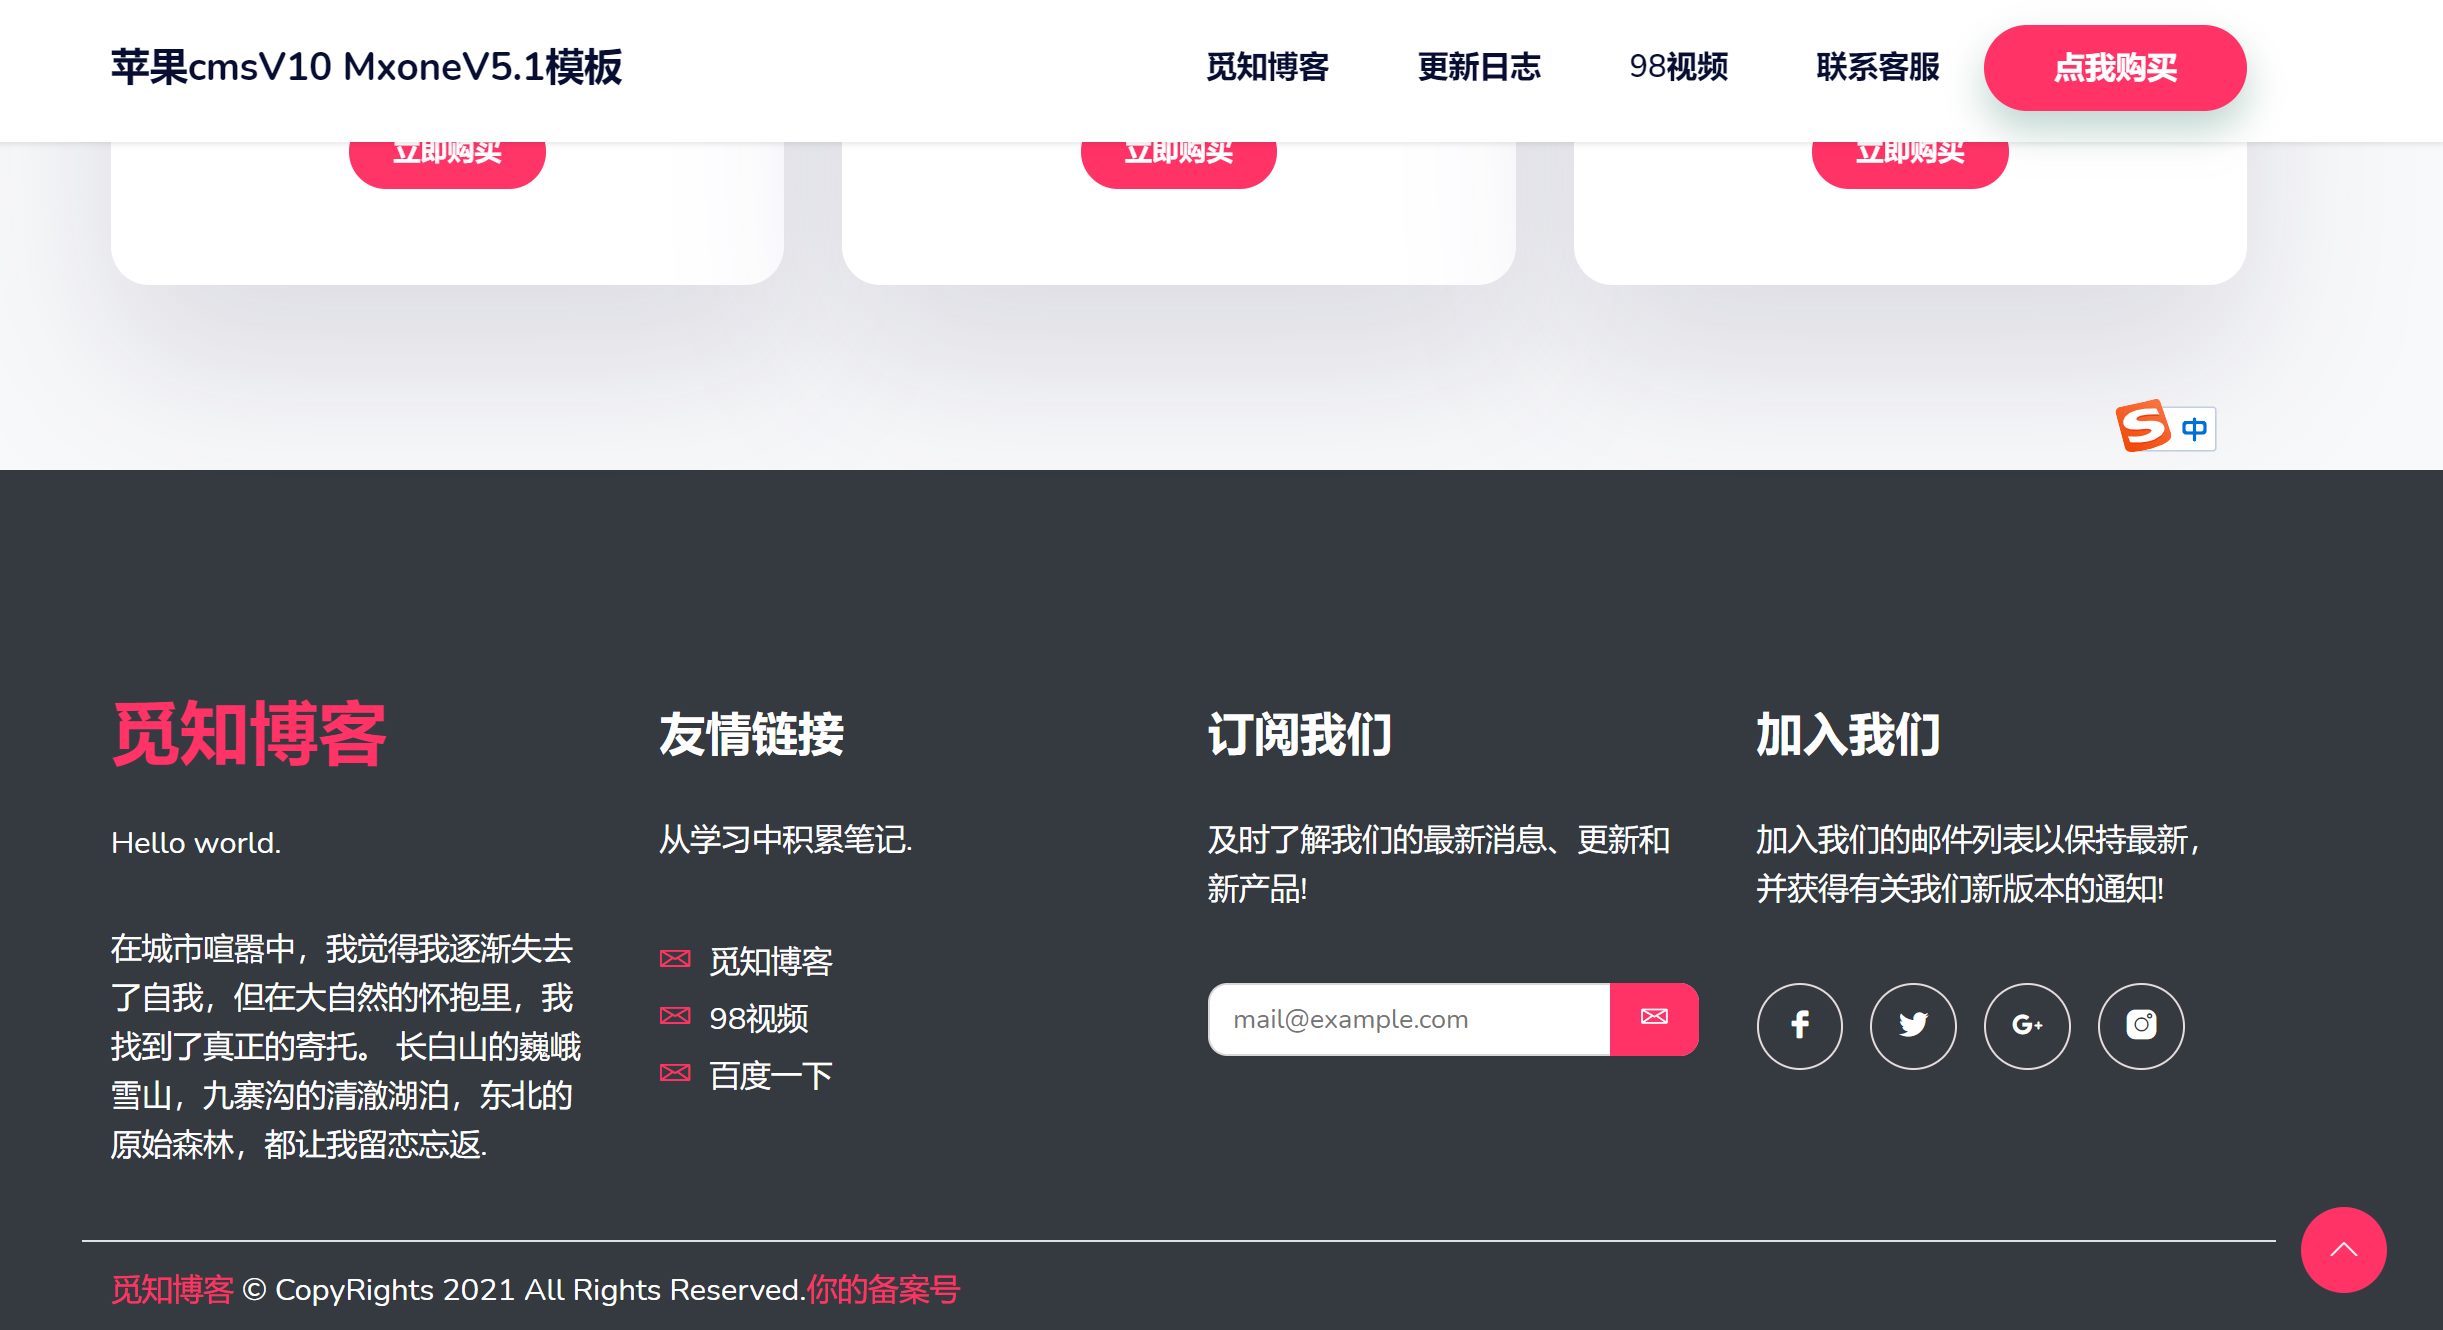 苹果cmsV10 MxoneV5.1模板
觅知博客 更新日志 98视频 联系客服 点我购买
立即购买 立即购买 立即购买
中
觅知博客
Hello world.
在城市喧嚣中，我觉得我逐渐失去
了自我，但在大自然的怀抱里，我
找到了真正的寄托。 长白山的巍峨
雪山，九寨沟的清澈湖泊，东北的
原始森林，都让我留恋忘返.
友情链接
从学习中积累笔记.
觅知博客
98视频
百度一下
订阅我们
及时了解我们的最新消息、更新和
新产品!
mail@example.com
加入我们
加入我们的邮件列表以保持最新，
并获得有关我们新版本的通知!
觅知博客 © CopyRights 2021 All Rights Reserved.你的备案号